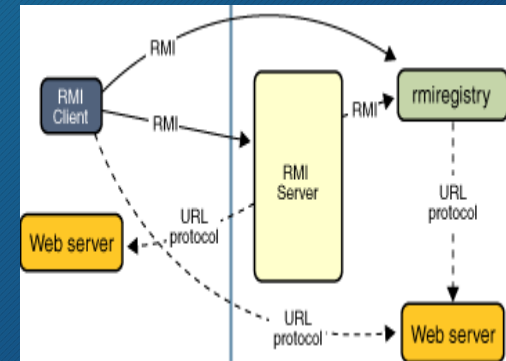 RMI
RMI
Client
RMI
RMI
Server
RMI
rmiregistry
URL
protocol
Web server
URL
protocol
URL
protocol
Web server